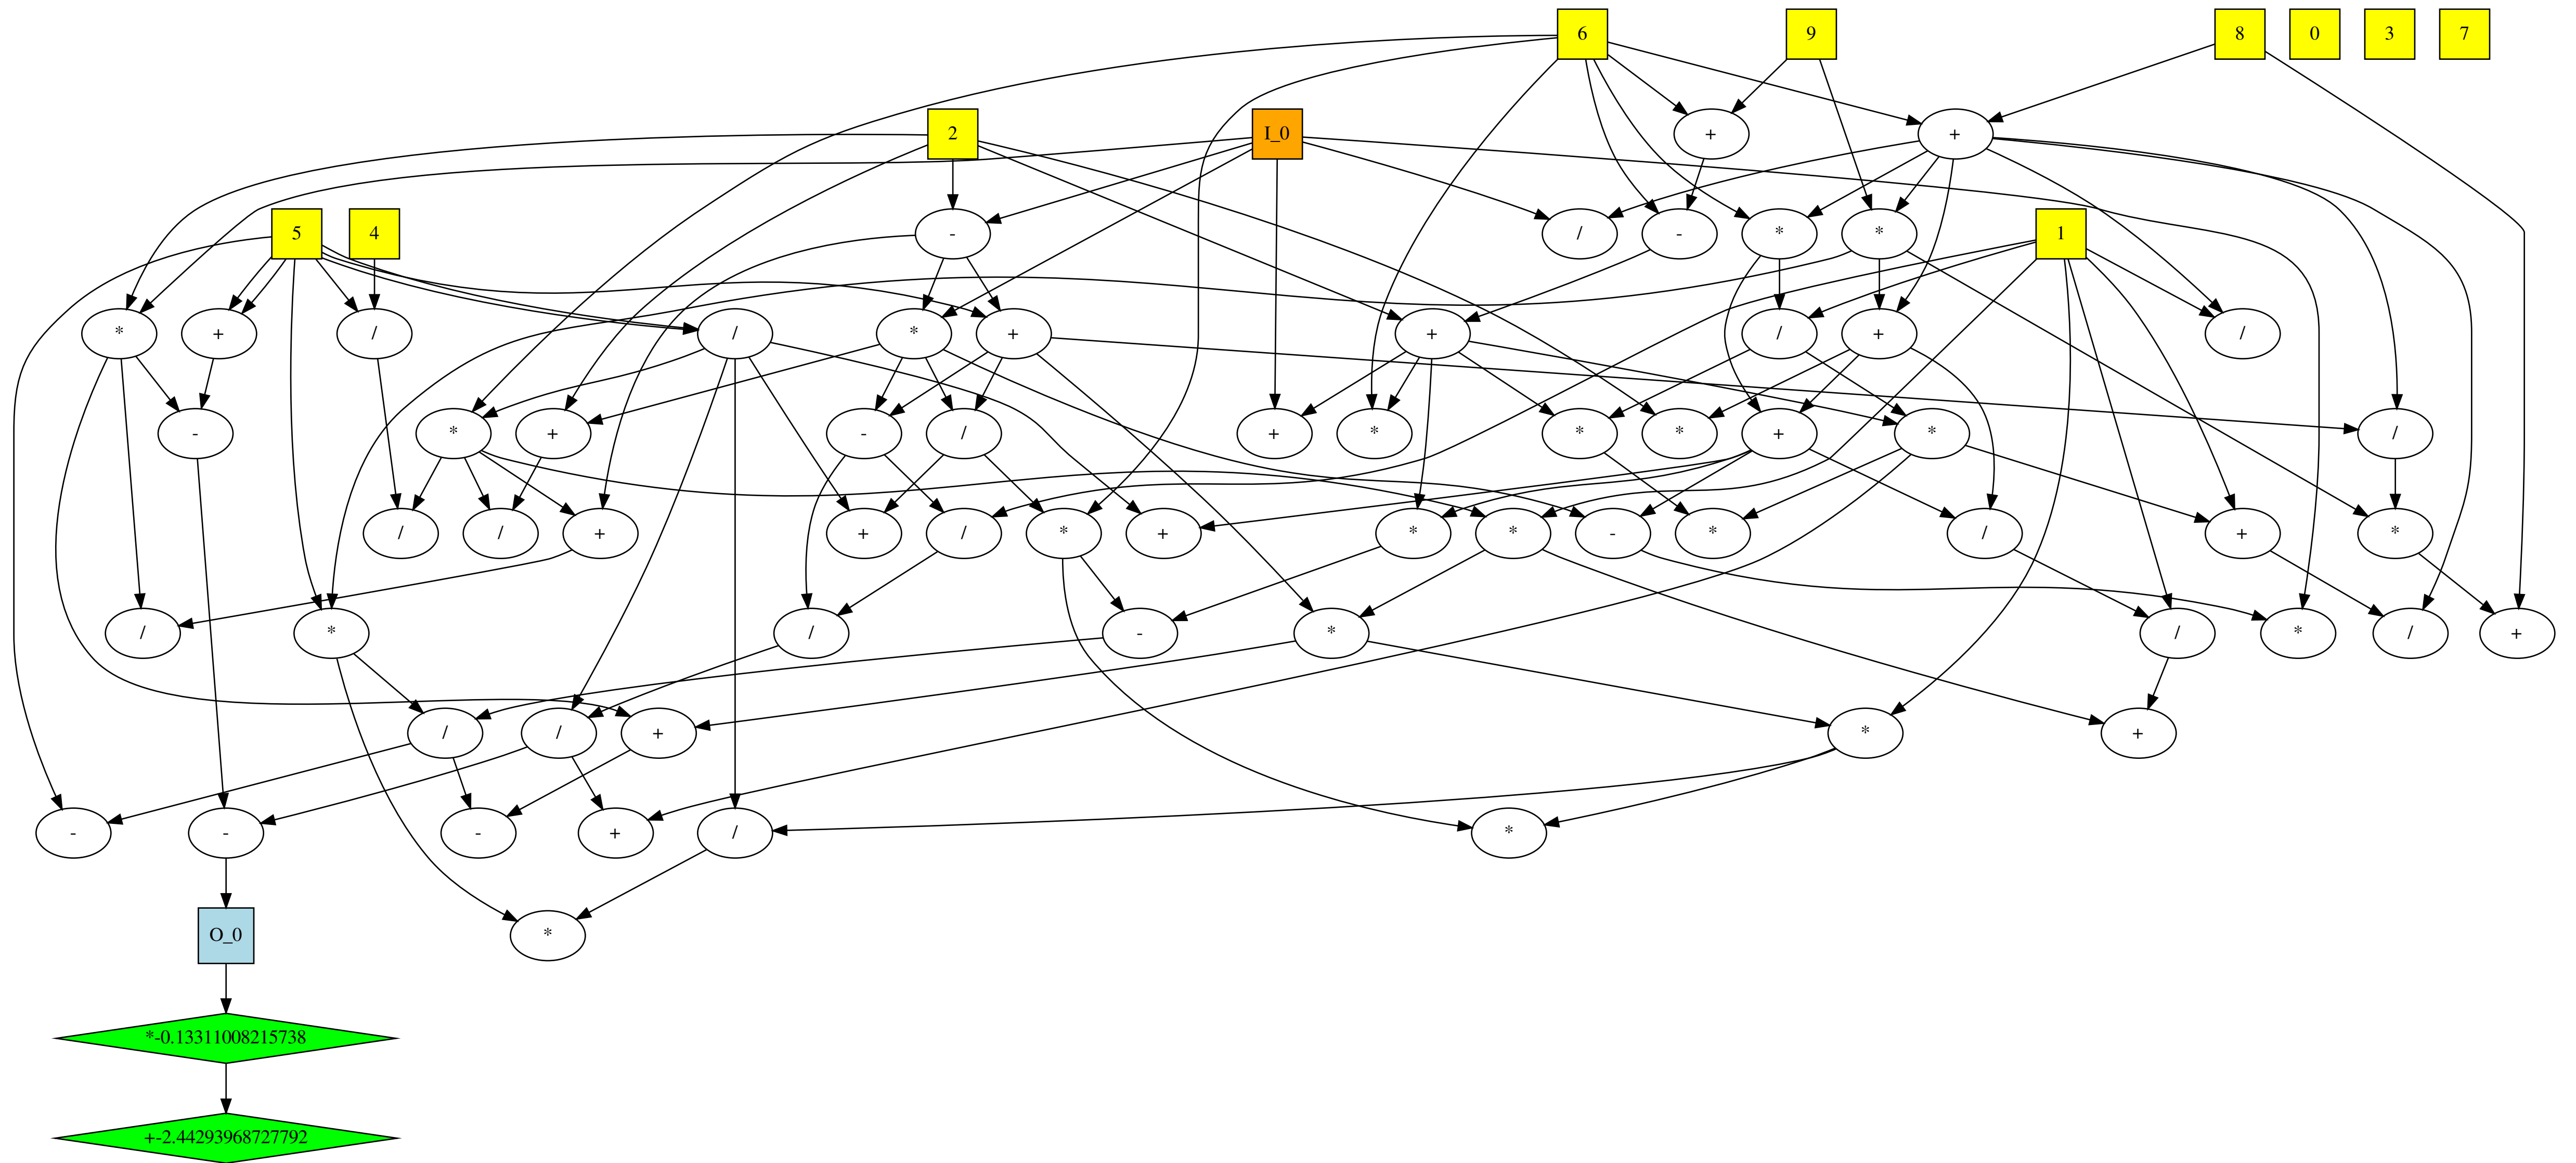 6 9 8 0 3 7
2 I_0 + +
5 4 - / - * * 1
* + / / * + + / + /
- * + - / + * * * + * /
/ / + + / * + * * - * / + *
/ * / - * / * / +
/ / + * +
- - - + / *
O_0 *
*-0.13311008215738
+-2.44293968727792